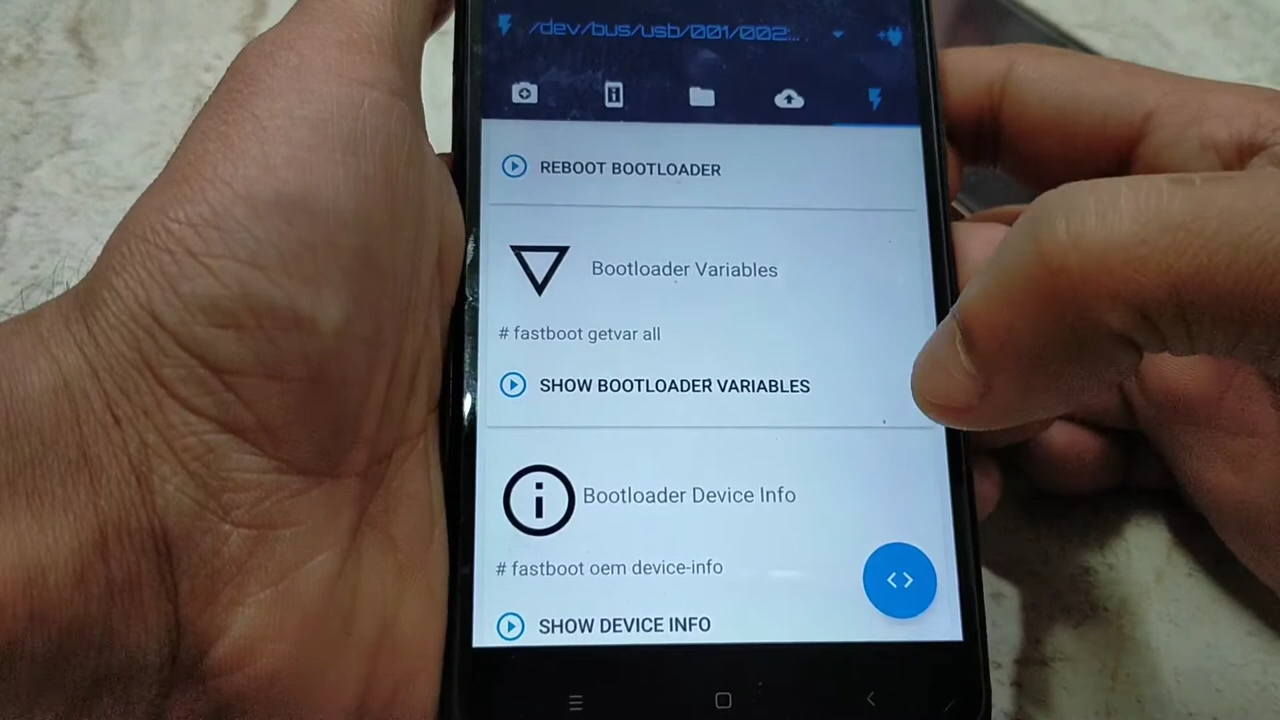 /dev/bus/usb/001/002:...
REBOOT BOOTLOADER
Bootloader Variables
# fastboot getvar all
SHOW BOOTLOADER VARIABLES
Bootloader Device Info
# fastboot oem device-info
SHOW DEVICE INFO